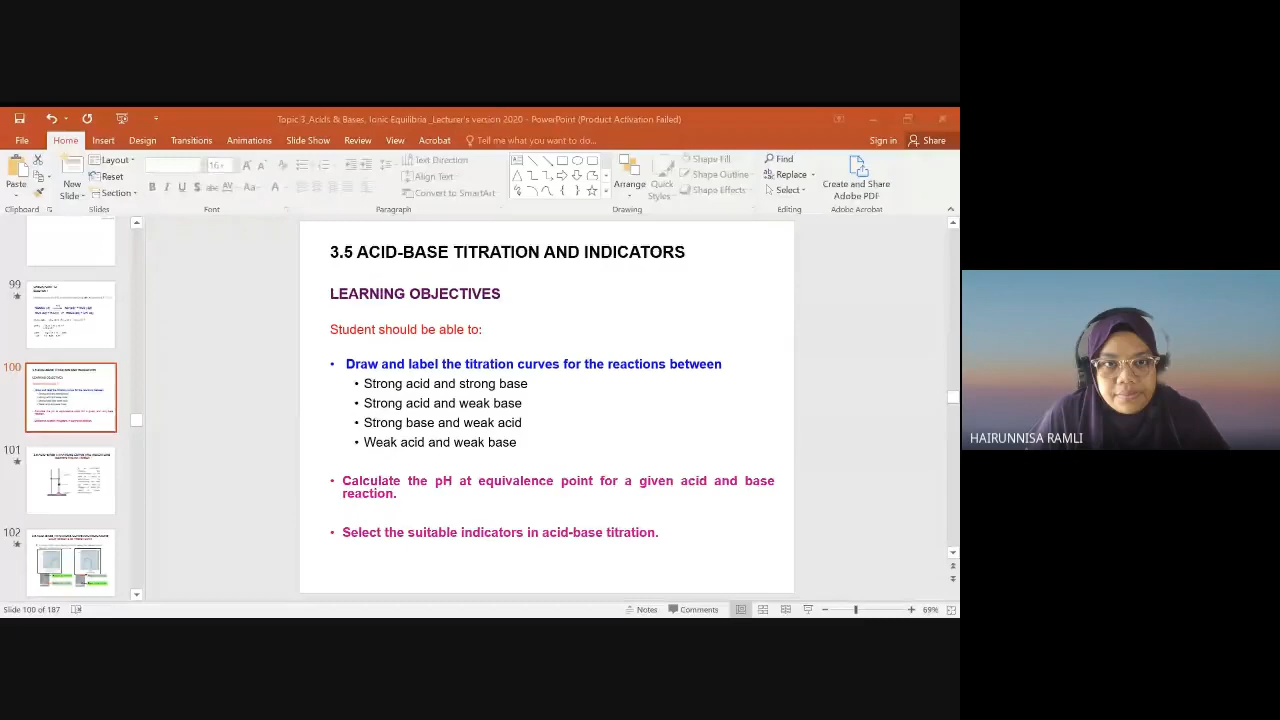 Topic 3_Acids & Bases, Ionic Equilibria _Lecturer's version 2020 - PowerPoint (Product Activation Failed)
File Home Insert Design Transitions Animations Slide Show Review View Acrobat Tell me what you want to do... Sign in Share
Paste
New Slide
Layout
Reset
Section
16
B I U S abc AV Aa A
Text Direction
Align Text
Convert to SmartArt
Arrange
Quick Styles
Shape Fill
Shape Outline
Shape Effects
Find
Replace
Select
Create and Share
Adobe PDF
Clipboard Slides Font Paragraph Drawing Editing Adobe Acrobat
99
100
101
102
3.5 ACID-BASE TITRATION AND INDICATORS
LEARNING OBJECTIVES
Student should be able to:
• Draw and label the titration curves for the reactions between
• Strong acid and strong base
• Strong acid and weak base
• Strong base and weak acid
• Weak acid and weak base
• Calculate the pH at equivalence point for a given acid and base
reaction.
• Select the suitable indicators in acid-base titration.
Slide 100 of 187 Notes Comments 69%
HAIRUNNISA RAMLI